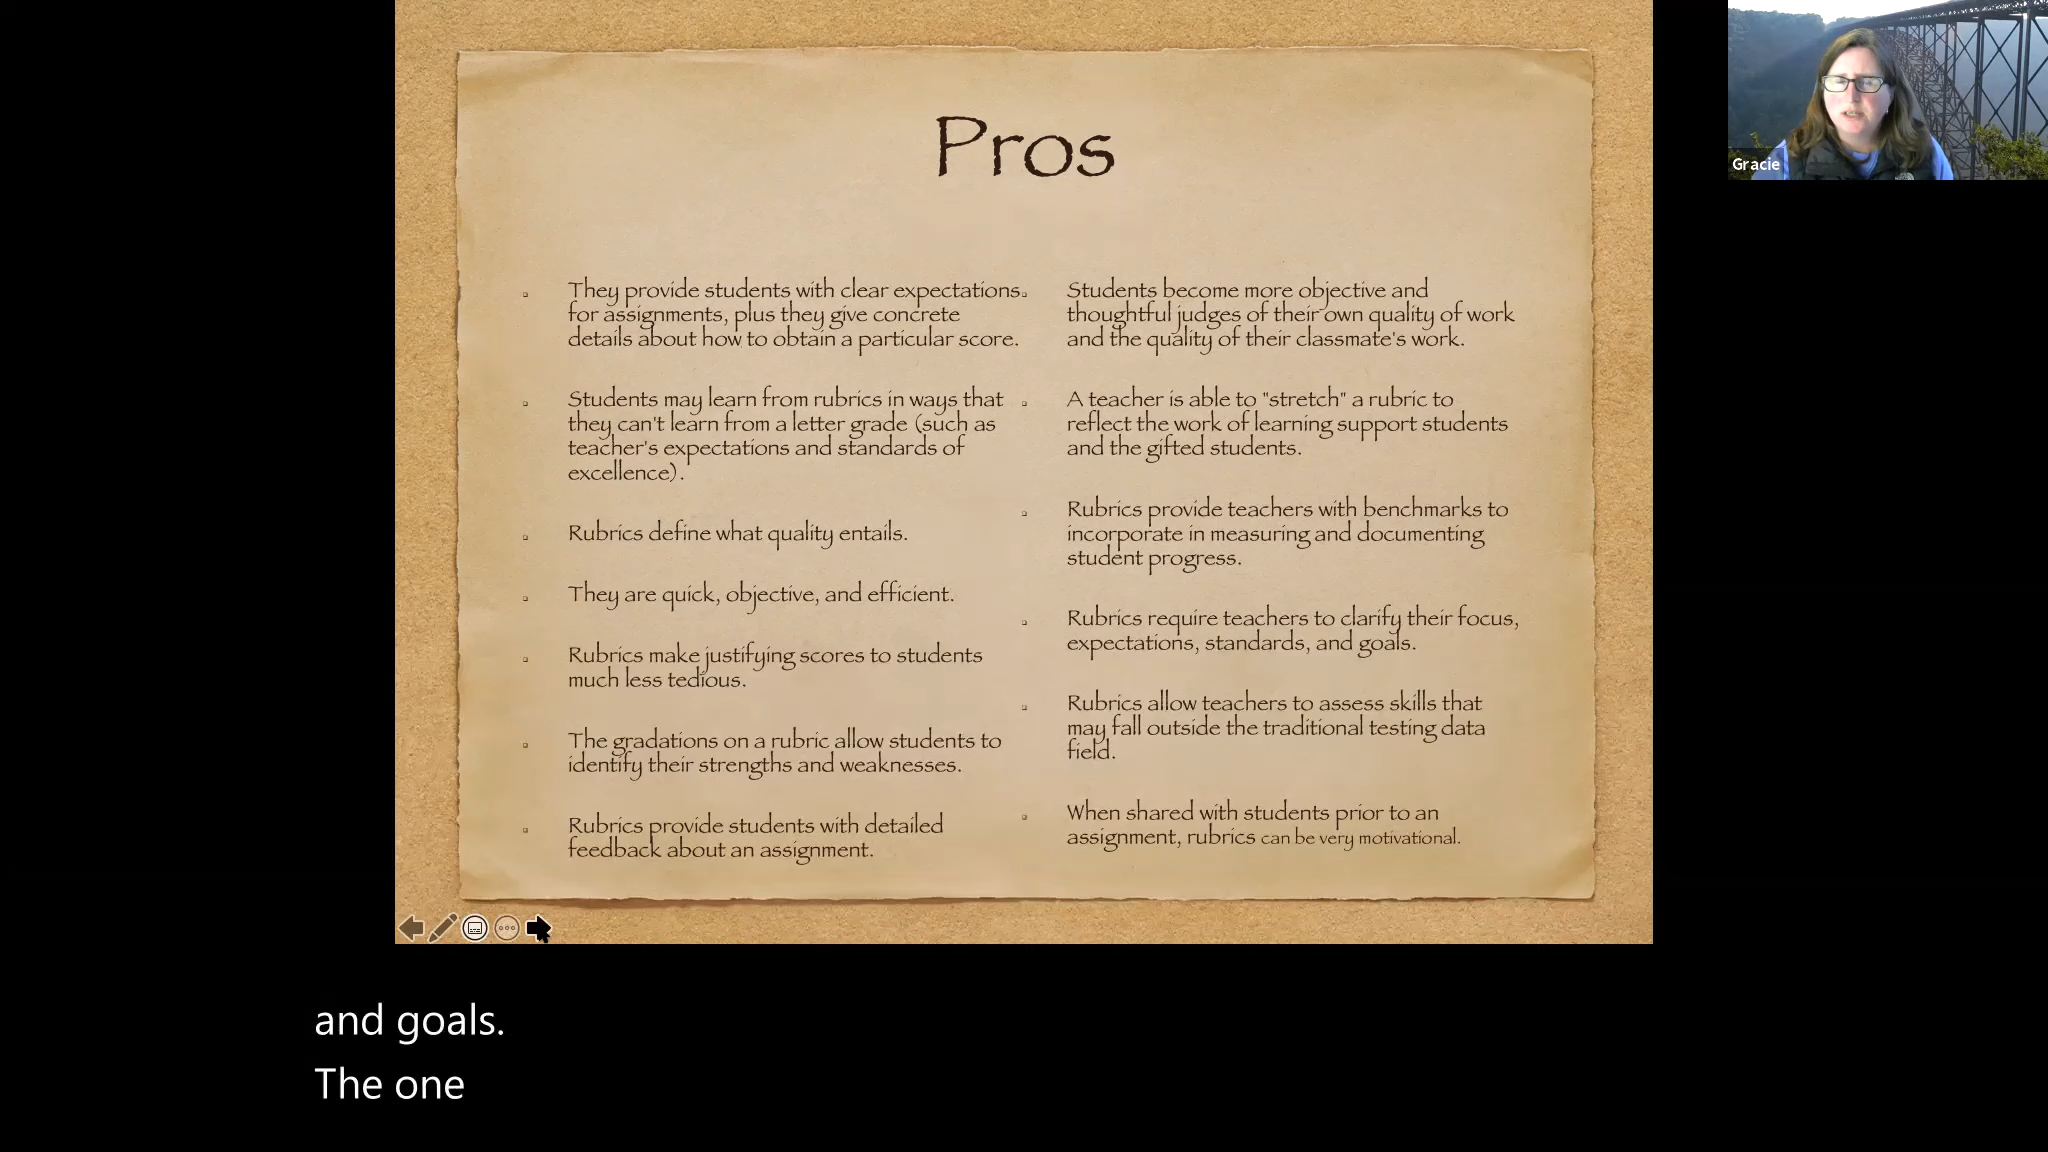 Pros
They provide students with clear expectations
for assignments, plus they give concrete
details about how to obtain a particular score.
Students may learn from rubrics in ways that
they can't learn from a letter grade (such as
teacher's expectations and standards of
excellence).
Rubrics define what quality entails.
They are quick, objective, and efficient.
Rubrics make justifying scores to students
much less tedious.
The gradations on a rubric allow students to
identify their strengths and weaknesses.
Rubrics provide students with detailed
feedback about an assignment.
Students become more objective and
thoughtful judges of their own quality of work
and the quality of their classmate's work.
A teacher is able to "stretch" a rubric to
reflect the work of learning support students
and the gifted students.
Rubrics provide teachers with benchmarks to
incorporate in measuring and documenting
student progress.
Rubrics require teachers to clarify their focus,
expectations, standards, and goals.
Rubrics allow teachers to assess skills that
may fall outside the traditional testing data
field.
When shared with students prior to an
assignment, rubrics can be very motivational.
Gracie
and goals.
The one